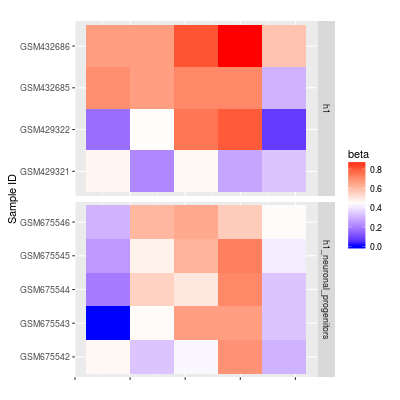 GSM432686
GSM432685
GSM429322
GSM429321
h1
GSM675546
GSM675545
GSM675544
GSM675543
GSM675542
h1_neuronal_progenitors
Sample ID
beta
0.8
0.6
0.4
0.2
0.0